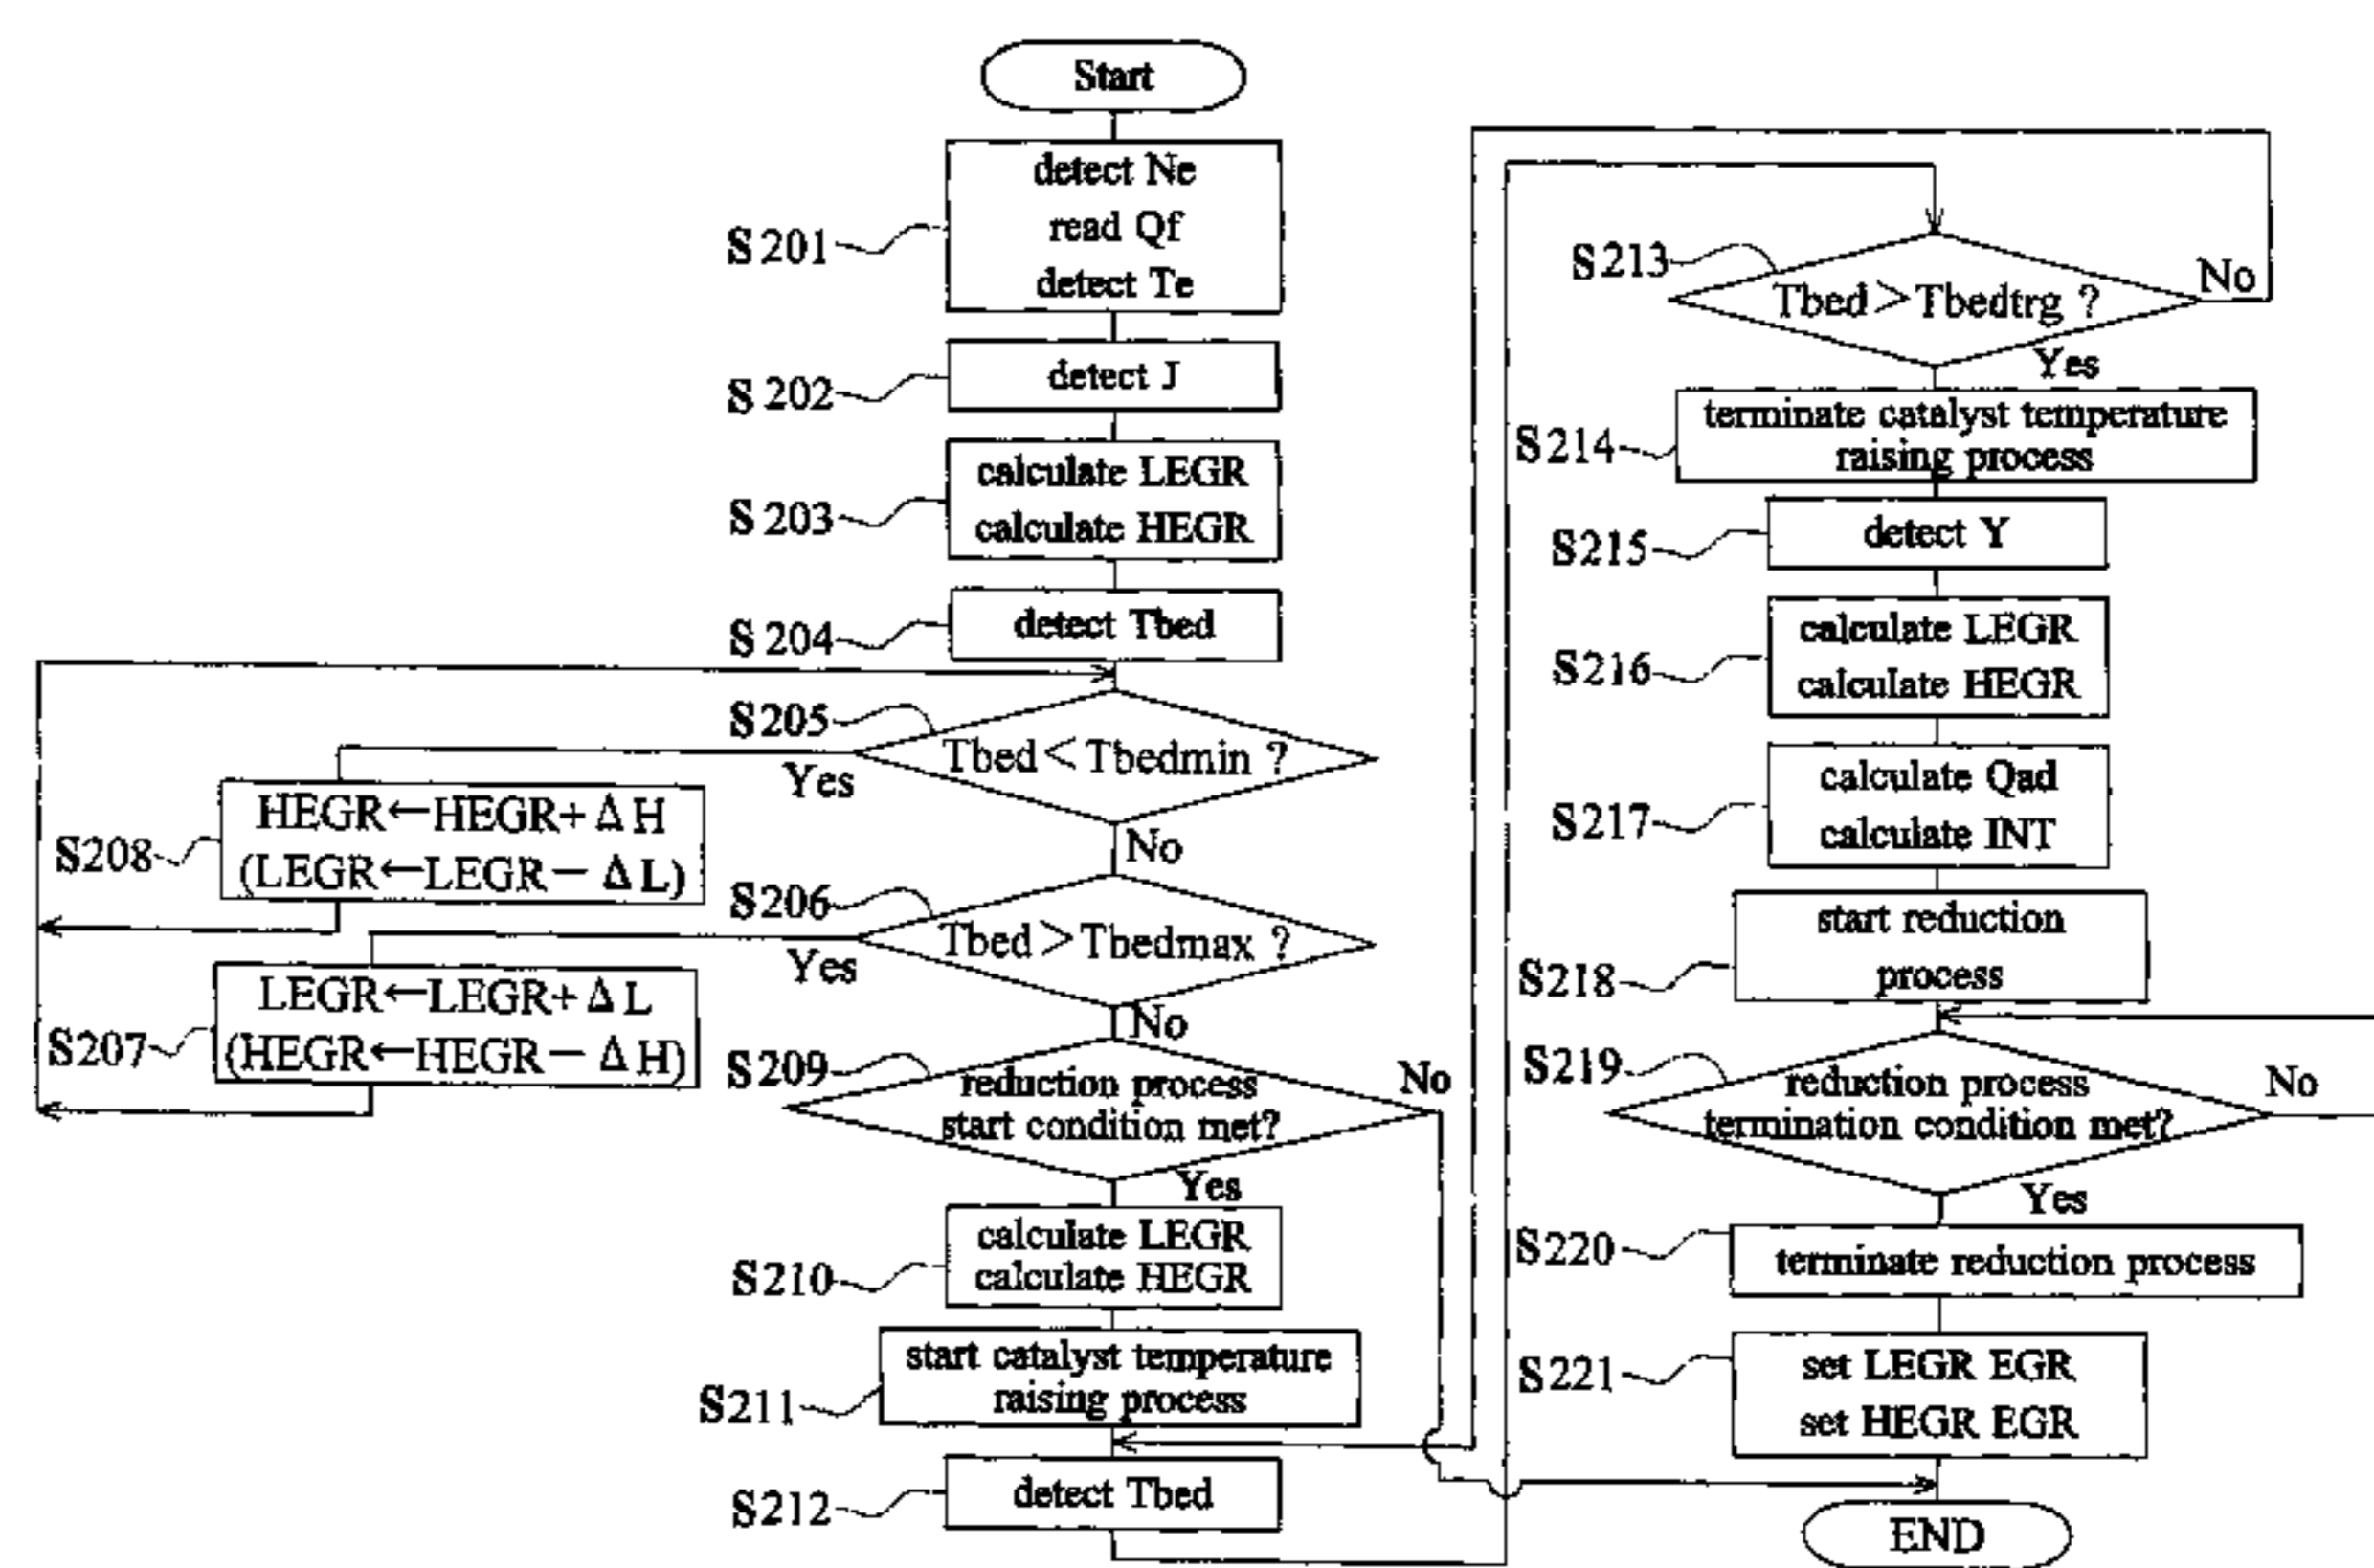 Start
S201
detect Ne
read Qf
detect Te
S202
detect J
S203
calculate LEGR
calculate HEGR
S204
detect Tbed
S205
Tbed<Tbedmin ?
Yes
No
S208
HEGR←HEGR+ΔH
(LEGR←LEGR−ΔL)
S206
Tbed>Tbedmax ?
Yes
No
S207
LEGR←LEGR+ΔL
(HEGR←HEGR−ΔH)
S209
reduction process
start condition met?
No
Yes
S210
calculate LEGR
calculate HEGR
S211
start catalyst temperature
raising process
S212
detect Tbed
S213
Tbed>Tbedtrg ?
No
Yes
S214
terminate catalyst temperature
raising process
S215
detect Y
S216
calculate LEGR
calculate HEGR
S217
calculate Qad
calculate INT
S218
start reduction
process
S219
reduction process
termination condition met?
No
Yes
S220
terminate reduction process
S221
set LEGR EGR
set HEGR EGR
END